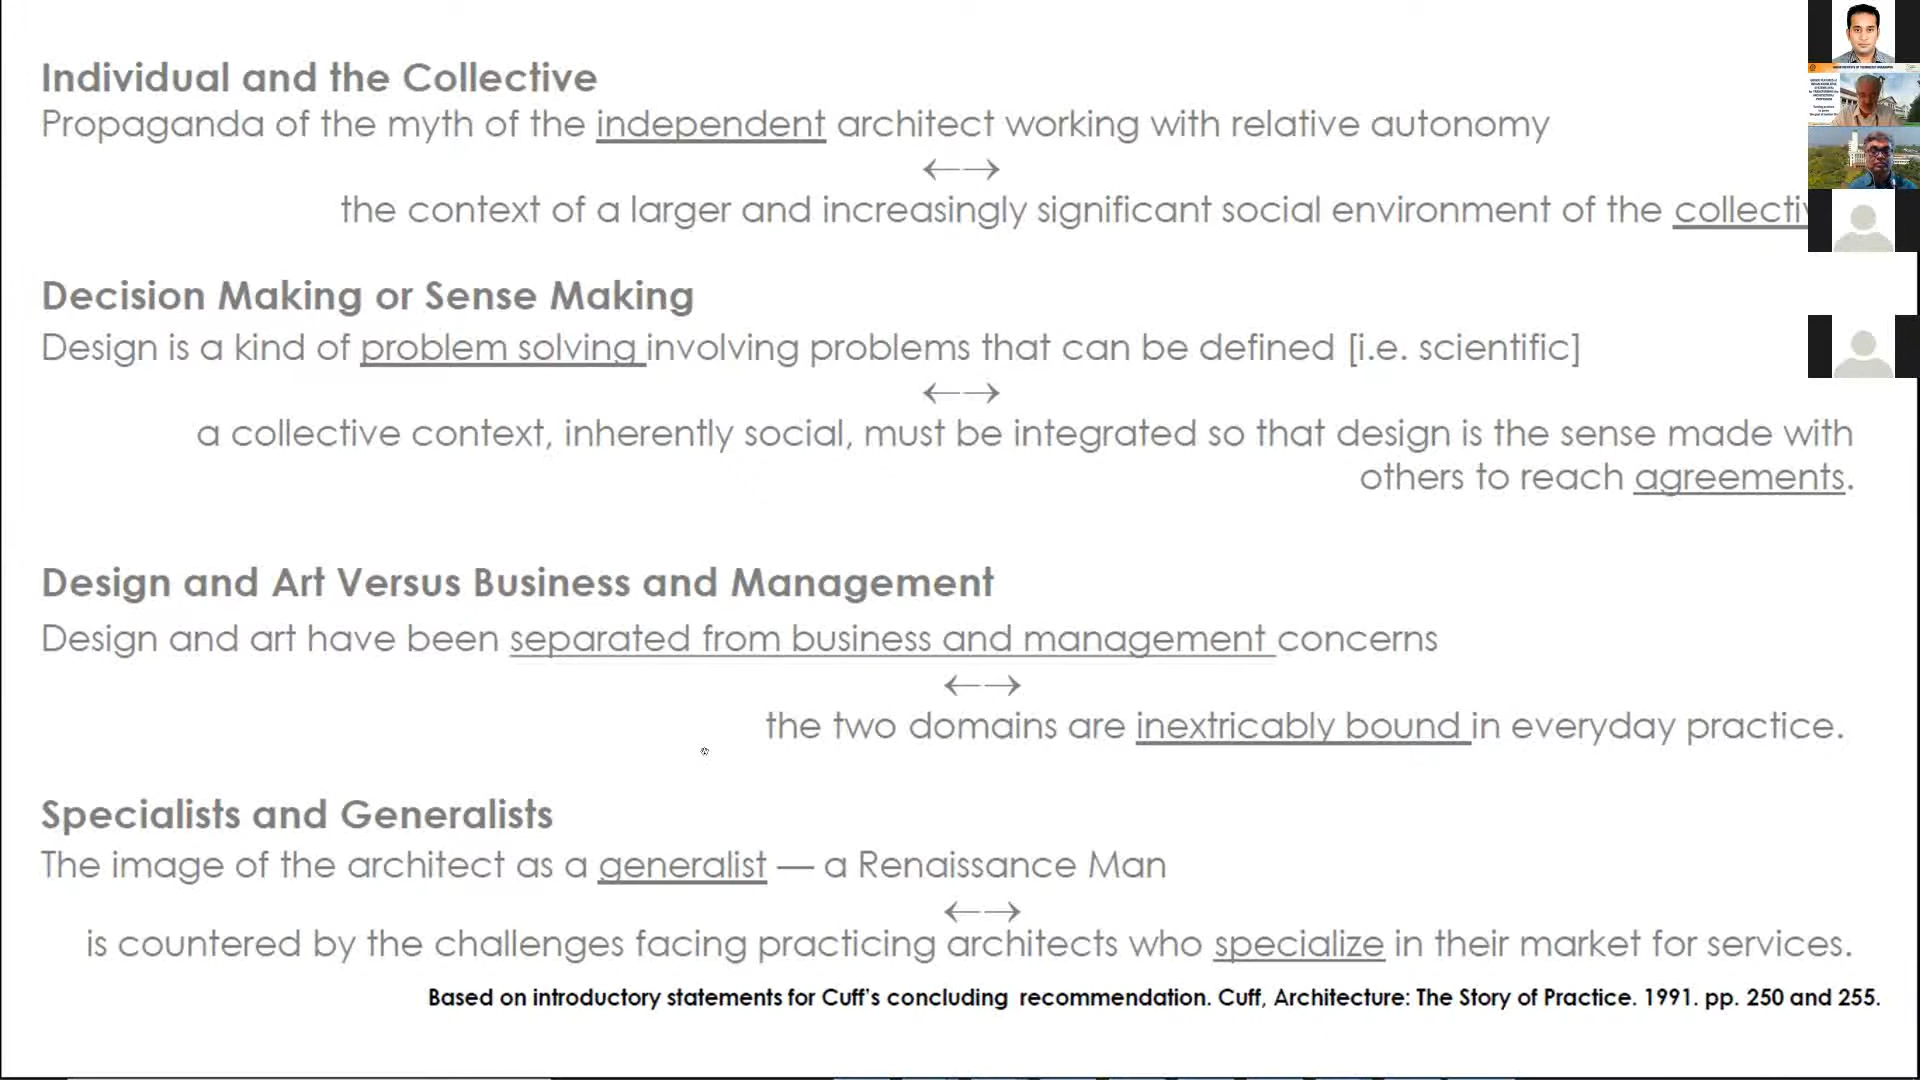 Individual and the Collective
Propaganda of the myth of the independent architect working with relative autonomy
←→
the context of a larger and increasingly significant social environment of the
Decision Making or Sense Making
Design is a kind of problem solving involving problems that can be defined [i.e. scientific]
←→
a collective context, inherently social, must be integrated so that design is the sense made with
others to reach agreements.
Design and Art Versus Business and Management
Design and art have been separated from business and management concerns
←→
the two domains are inextricably bound in everyday practice.
Specialists and Generalists
The image of the architect as a generalist — a Renaissance Man
←→
is countered by the challenges facing practicing architects who specialize in their market for services.
Based on introductory statements for Cuff's concluding recommendation. Cuff, Architecture: The Story of Practice. 1991. pp. 250 and 255.